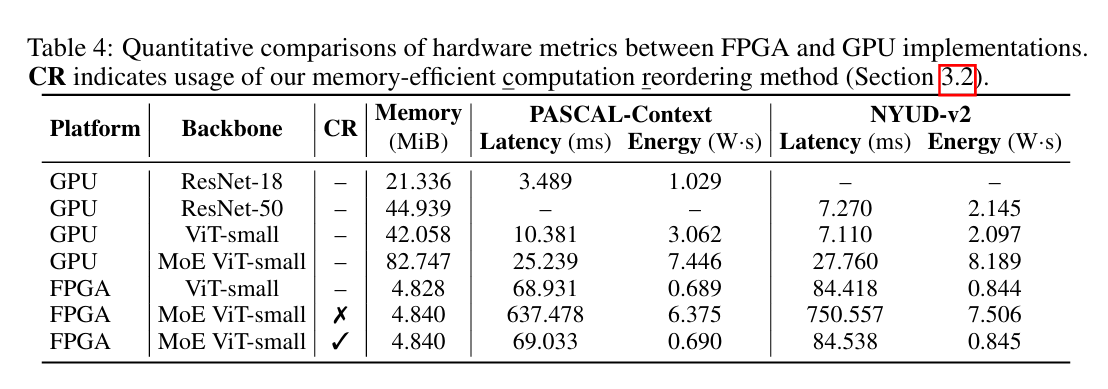 Table 4: Quantitative comparisons of hardware metrics between FPGA and GPU implementations.
CR indicates usage of our memory-efficient computation reordering method (Section 3.2).
Platform Backbone CR Memory (MiB) PASCAL-Context NYUD-v2
Latency (ms) Energy (W·s) Latency (ms) Energy (W·s)
GPU ResNet-18 – 21.336 3.489 1.029 – –
GPU ResNet-50 – 44.939 – – 7.270 2.145
GPU ViT-small – 42.058 10.381 3.062 7.110 2.097
GPU MoE ViT-small – 82.747 25.239 7.446 27.760 8.189
FPGA ViT-small – 4.828 68.931 0.689 84.418 0.844
FPGA MoE ViT-small ✗ 4.840 637.478 6.375 750.557 7.506
FPGA MoE ViT-small ✓ 4.840 69.033 0.690 84.538 0.845